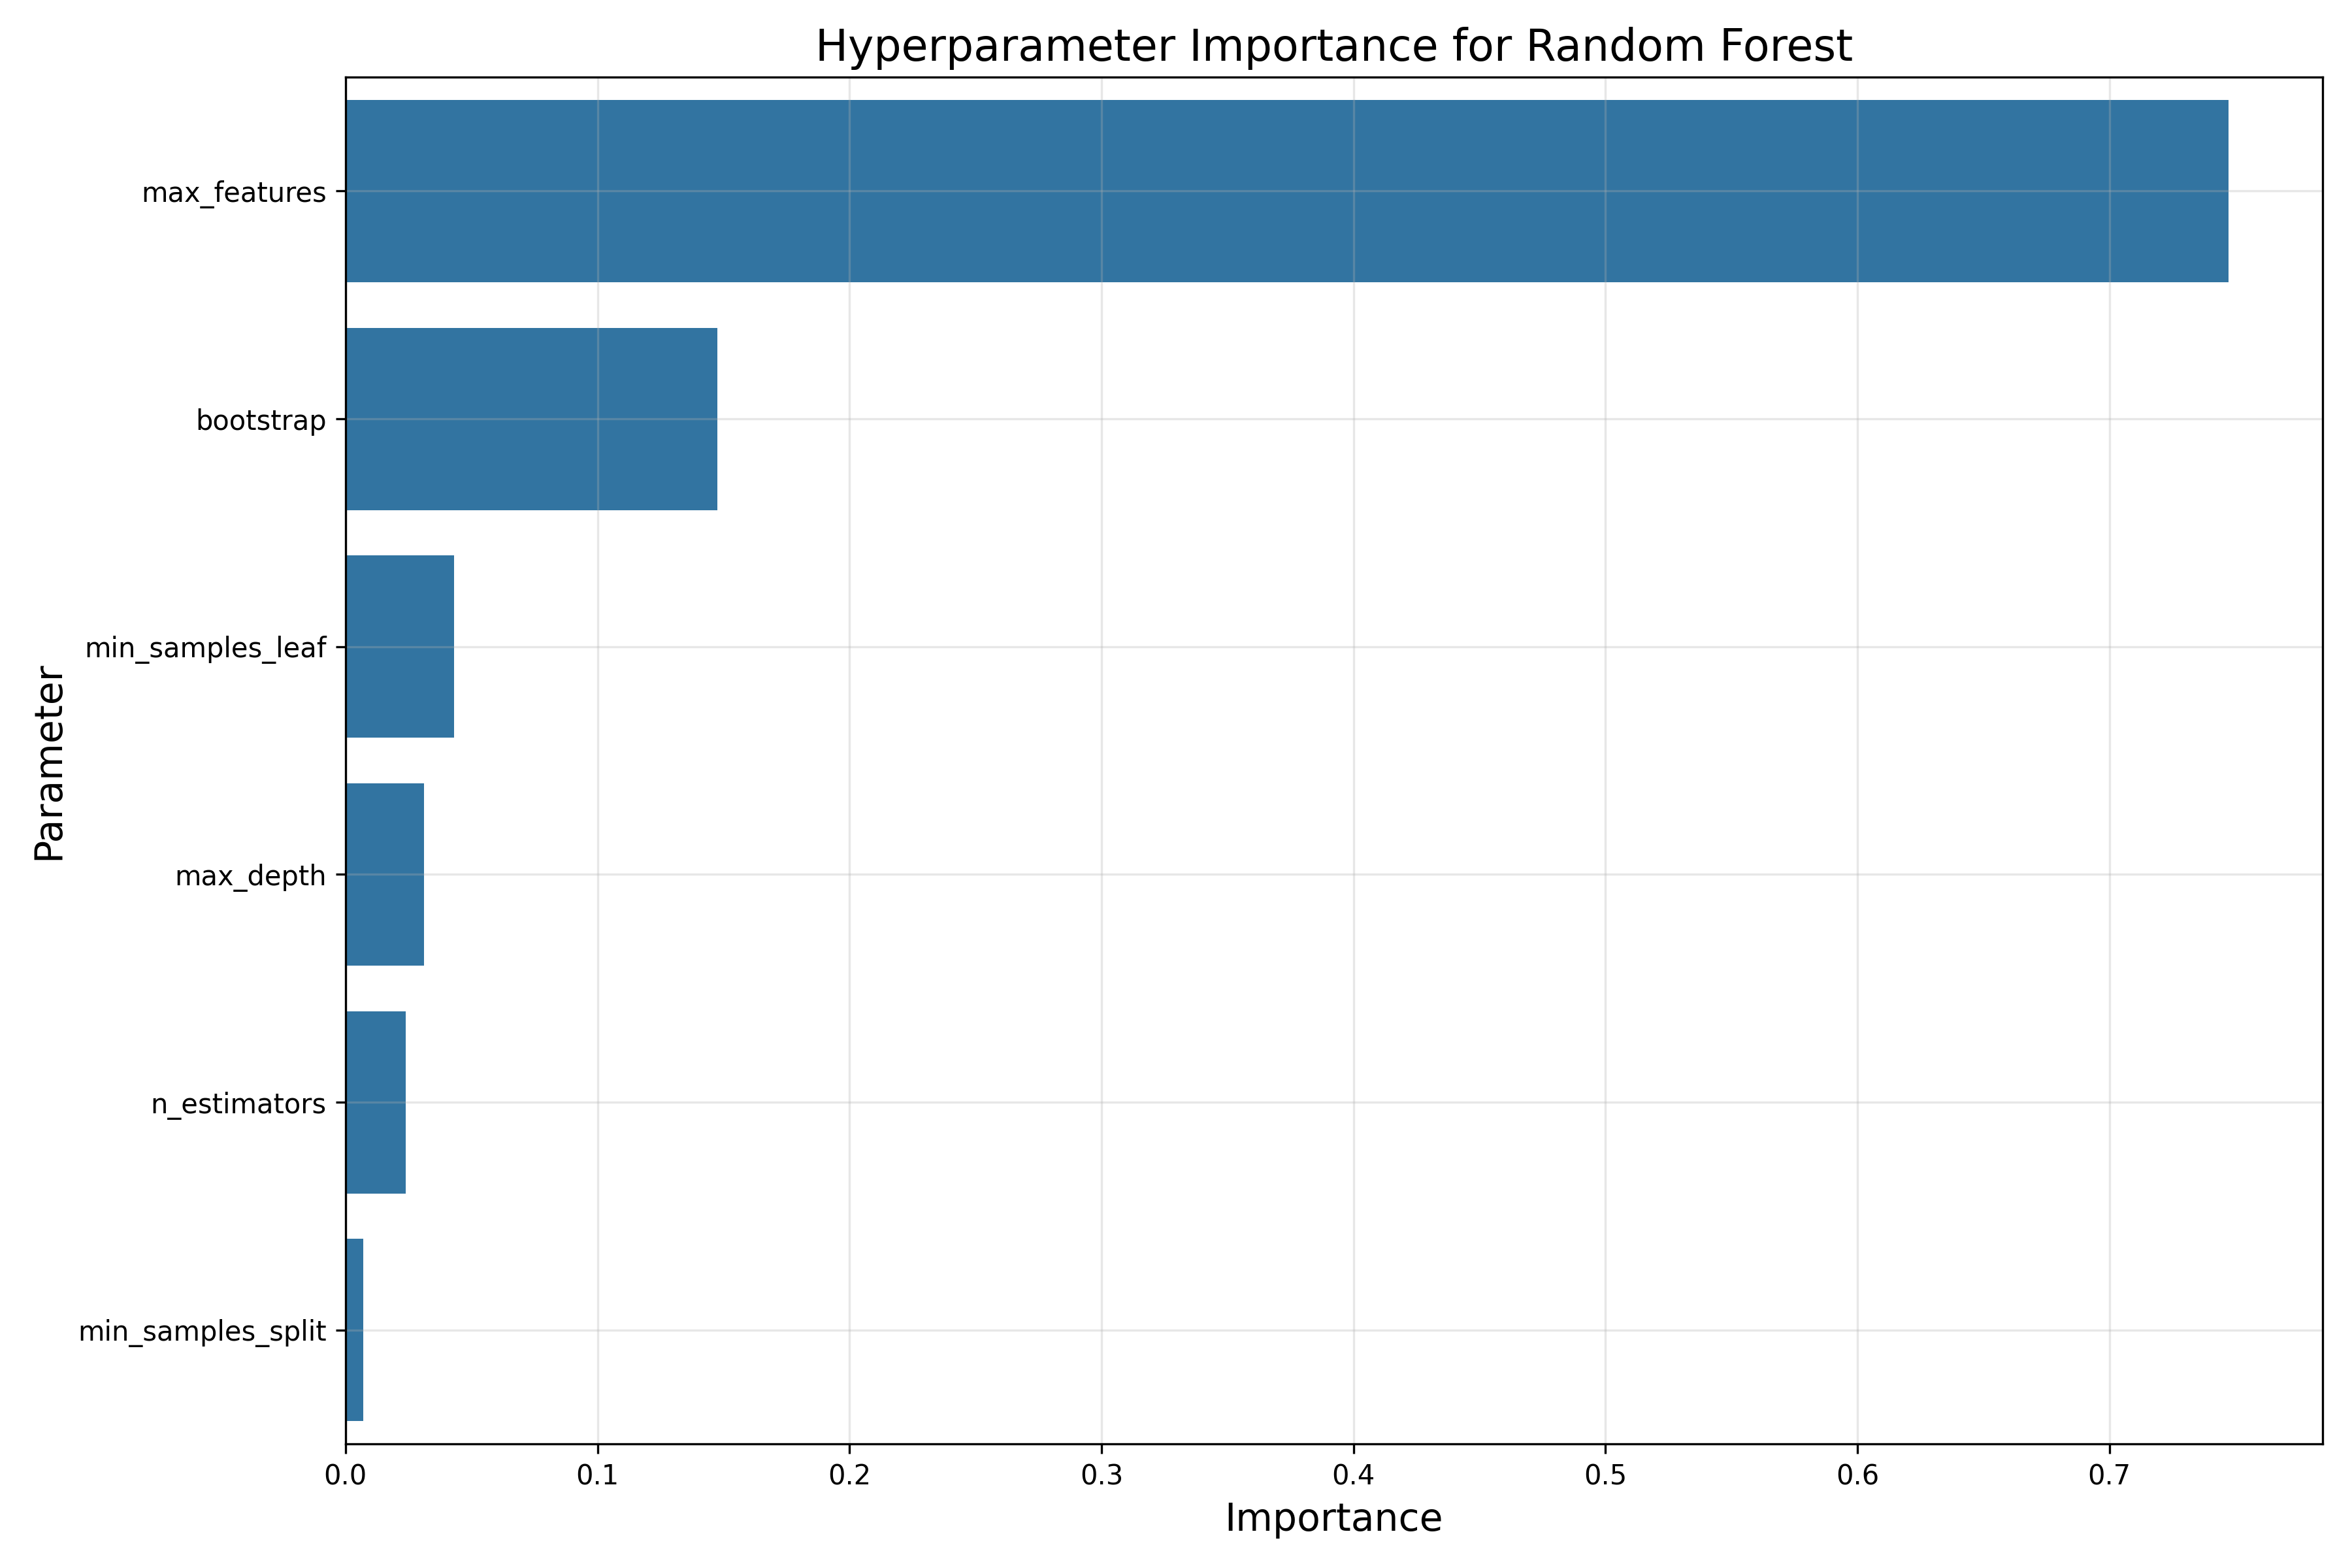 Hyperparameter Importance for Random Forest
max_features
bootstrap
min_samples_leaf
max_depth
n_estimators
min_samples_split
Parameter
0.0 0.1 0.2 0.3 0.4 0.5 0.6 0.7
Importance